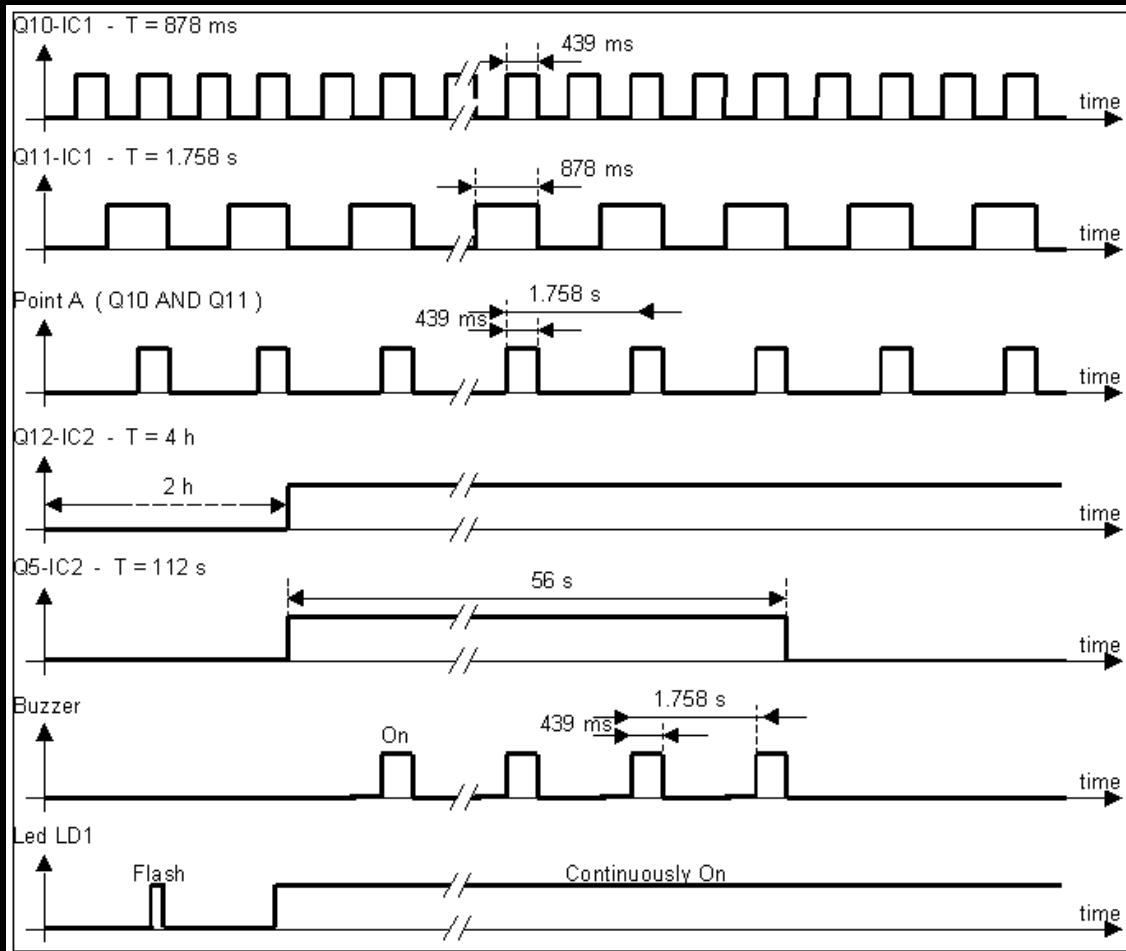 Q10-IC1 - T = 878 ms
439 ms
time
Q11-IC1 - T = 1.758 s
878 ms
time
Point A ( Q10 AND Q11 )
1.758 s
439 ms
time
Q12-IC2 - T = 4 h
2 h
time
Q5-IC2 - T = 112 s
56 s
time
Buzzer
1.758 s
439 ms
On
time
Led LD1
Flash
Continuously On
time